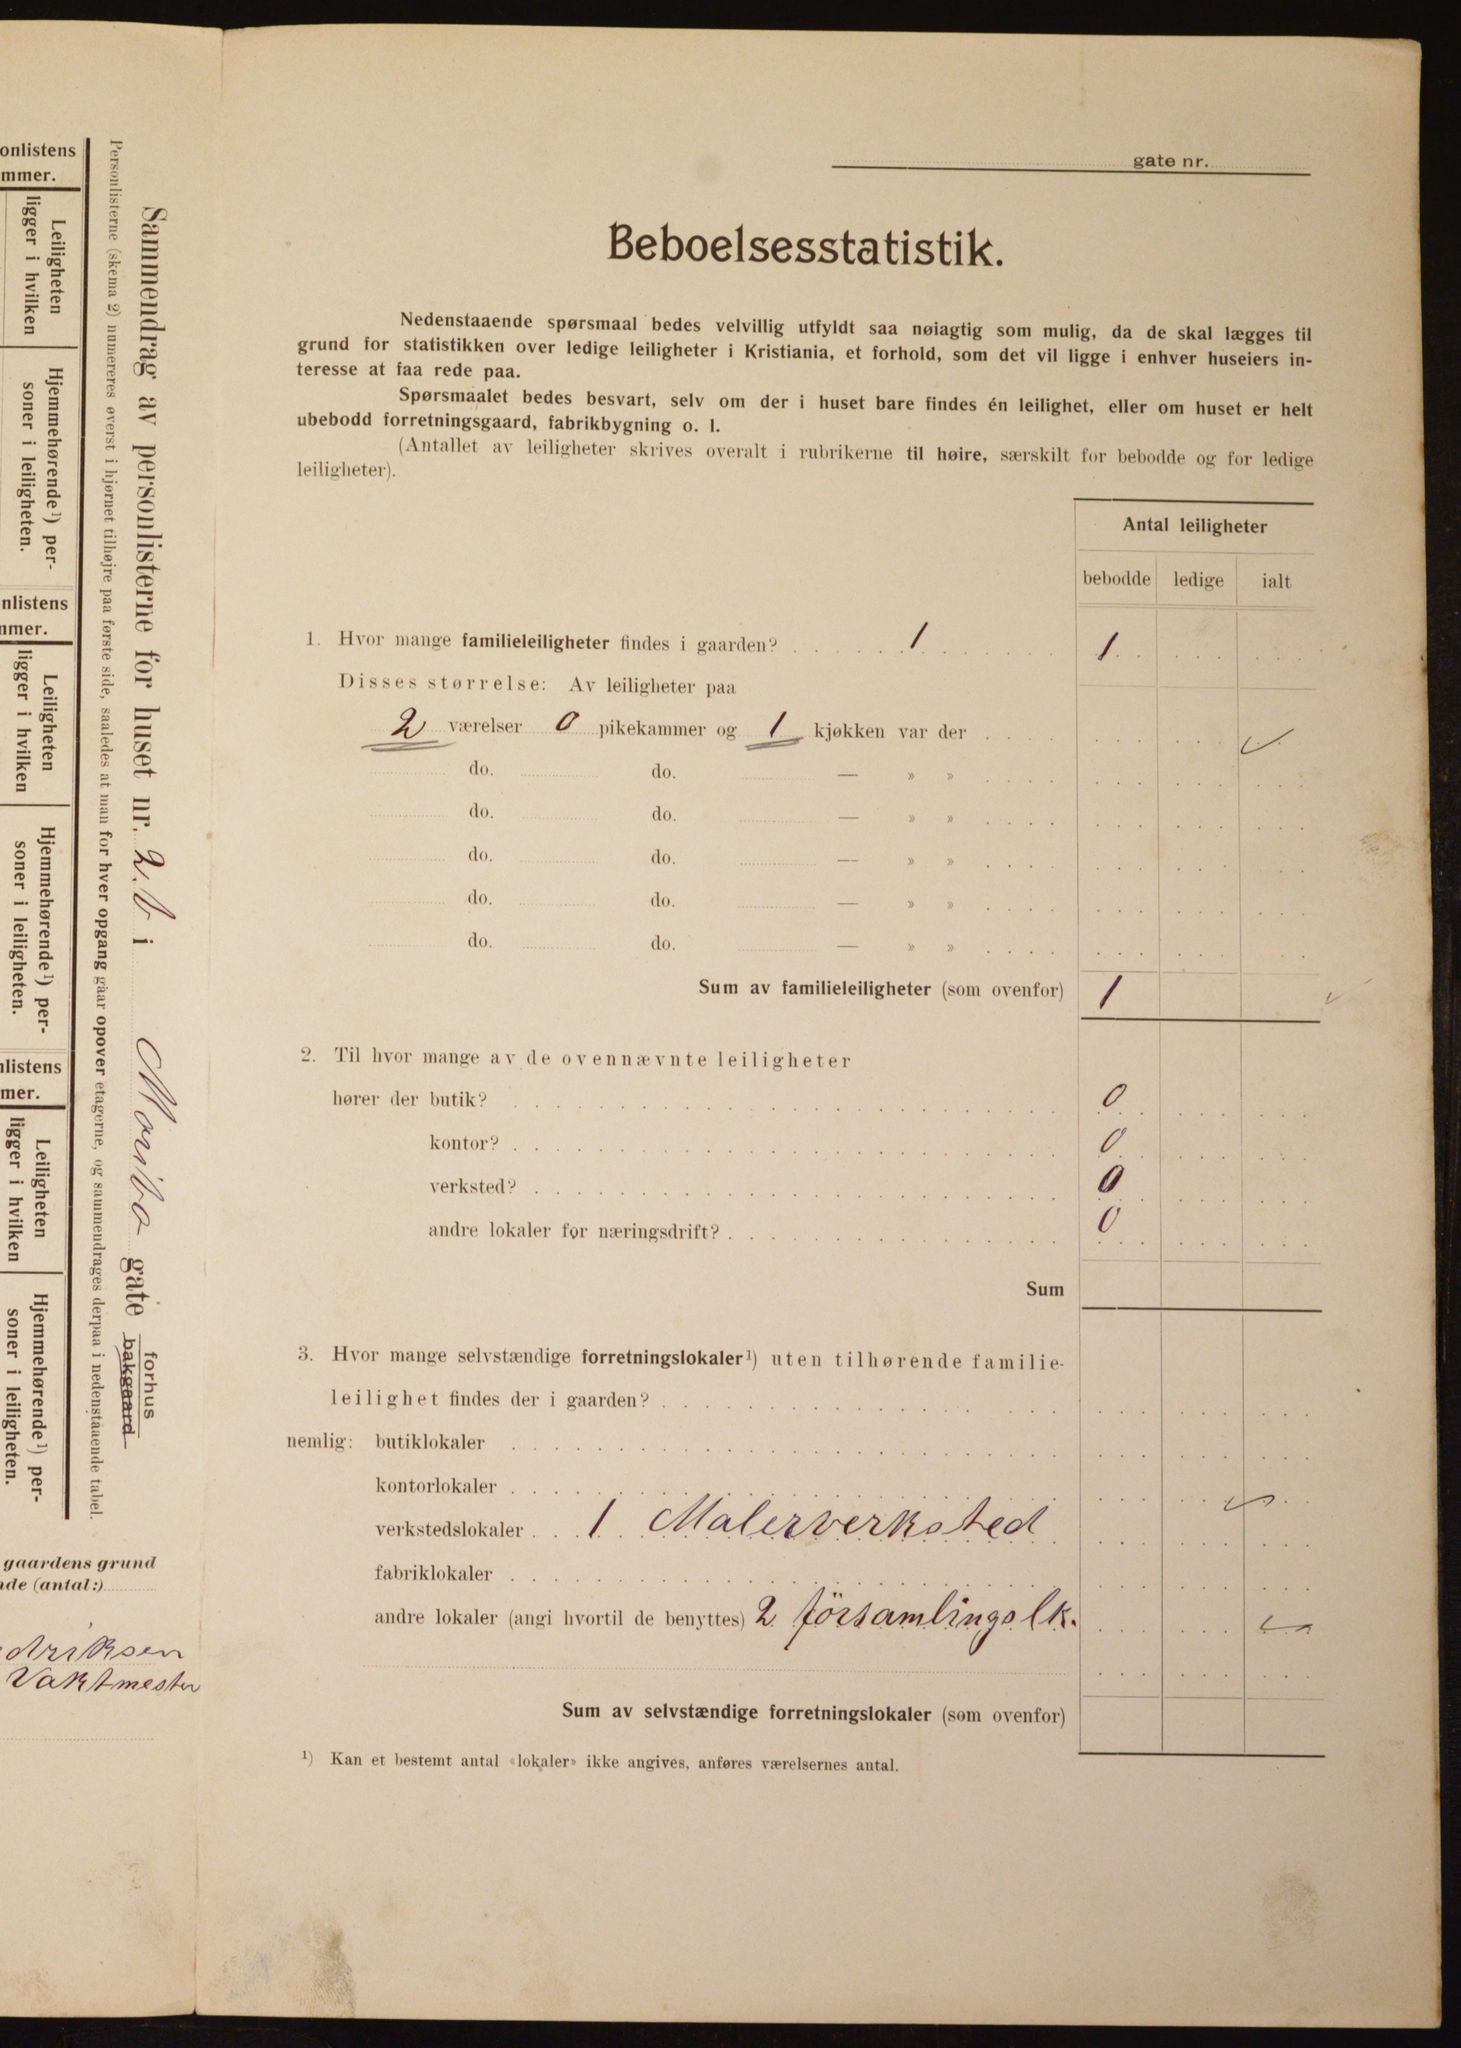 onlistens
mmer.
Leiligheten
ligger i hvilken
Hjemmehørende¹) per-
soner i leiligheten.
nlistens
mmer.
Leiligheten
ligger i hvilken
Hjemmehørende¹) per-
soner i leiligheten.
nlistens
mer.
Leiligheten
ligger i hvilken
Hjemmehørende¹) per-
soner i leiligheten.
Sammendrag av personlisterne for huset nr. 2.b i Maribo gate forhus
bakgaard
Personlisterne (skema 2) numereres øverst i hjørnet tilhøjre paa første side, saaledes at man for hver opgang gaar opover etagerne, og sammendrages derpaa i nedenstaaende tabel.
gaardens grund
nde (antal:)
edriksen
Vaktmester
gate nr.
Beboelsesstatistik.
Nedenstaaende spørsmaal bedes velvillig utfyldt saa nøiagtig som mulig, da de skal lægges til
grund for statistikken over ledige leiligheter i Kristiania, et forhold, som det vil ligge i enhver huseiers in-
teresse at faa rede paa.
Spørsmaalet bedes besvart, selv om der i huset bare findes én leilighet, eller om huset er helt
ubebodd forretningsgaard, fabrikbygning o. l.
(Antallet av leiligheter skrives overalt i rubrikerne til høire, særskilt for bebodde og for ledige
leiligheter).
Antal leiligheter
bebodde ledige ialt
1. Hvor mange familieleiligheter findes i gaarden? 1 1
Disses størrelse: Av leiligheter paa
2 værelser 0 pikekammer og 1 kjøkken var der
do. do. — » »
do. do. — » »
do. do. — » »
do. do. — » »
do. do. — » »
Sum av familieleiligheter (som ovenfor) 1
2. Til hvor mange av de ovennævnte leiligheter
hører der butik? 0
kontor? 0
verksted? 0
andre lokaler for næringsdrift? 0
Sum
3. Hvor mange selvstændige forretningslokaler¹) uten tilhørende familie-
leilighet findes der i gaarden?
nemlig: butiklokaler
kontorlokaler
verkstedslokaler 1 Malerverksted
fabriklokaler
andre lokaler (angi hvortil de benyttes) 2 församlingslk.
Sum av selvstændige forretningslokaler (som ovenfor)
¹) Kan et bestemt antal «lokaler» ikke angives, anføres værelsernes antal.